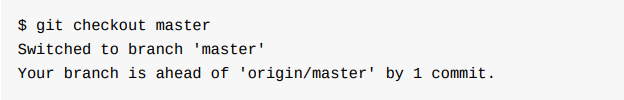 $ git checkout master
Switched to branch 'master'
Your branch is ahead of 'origin/master' by 1 commit.